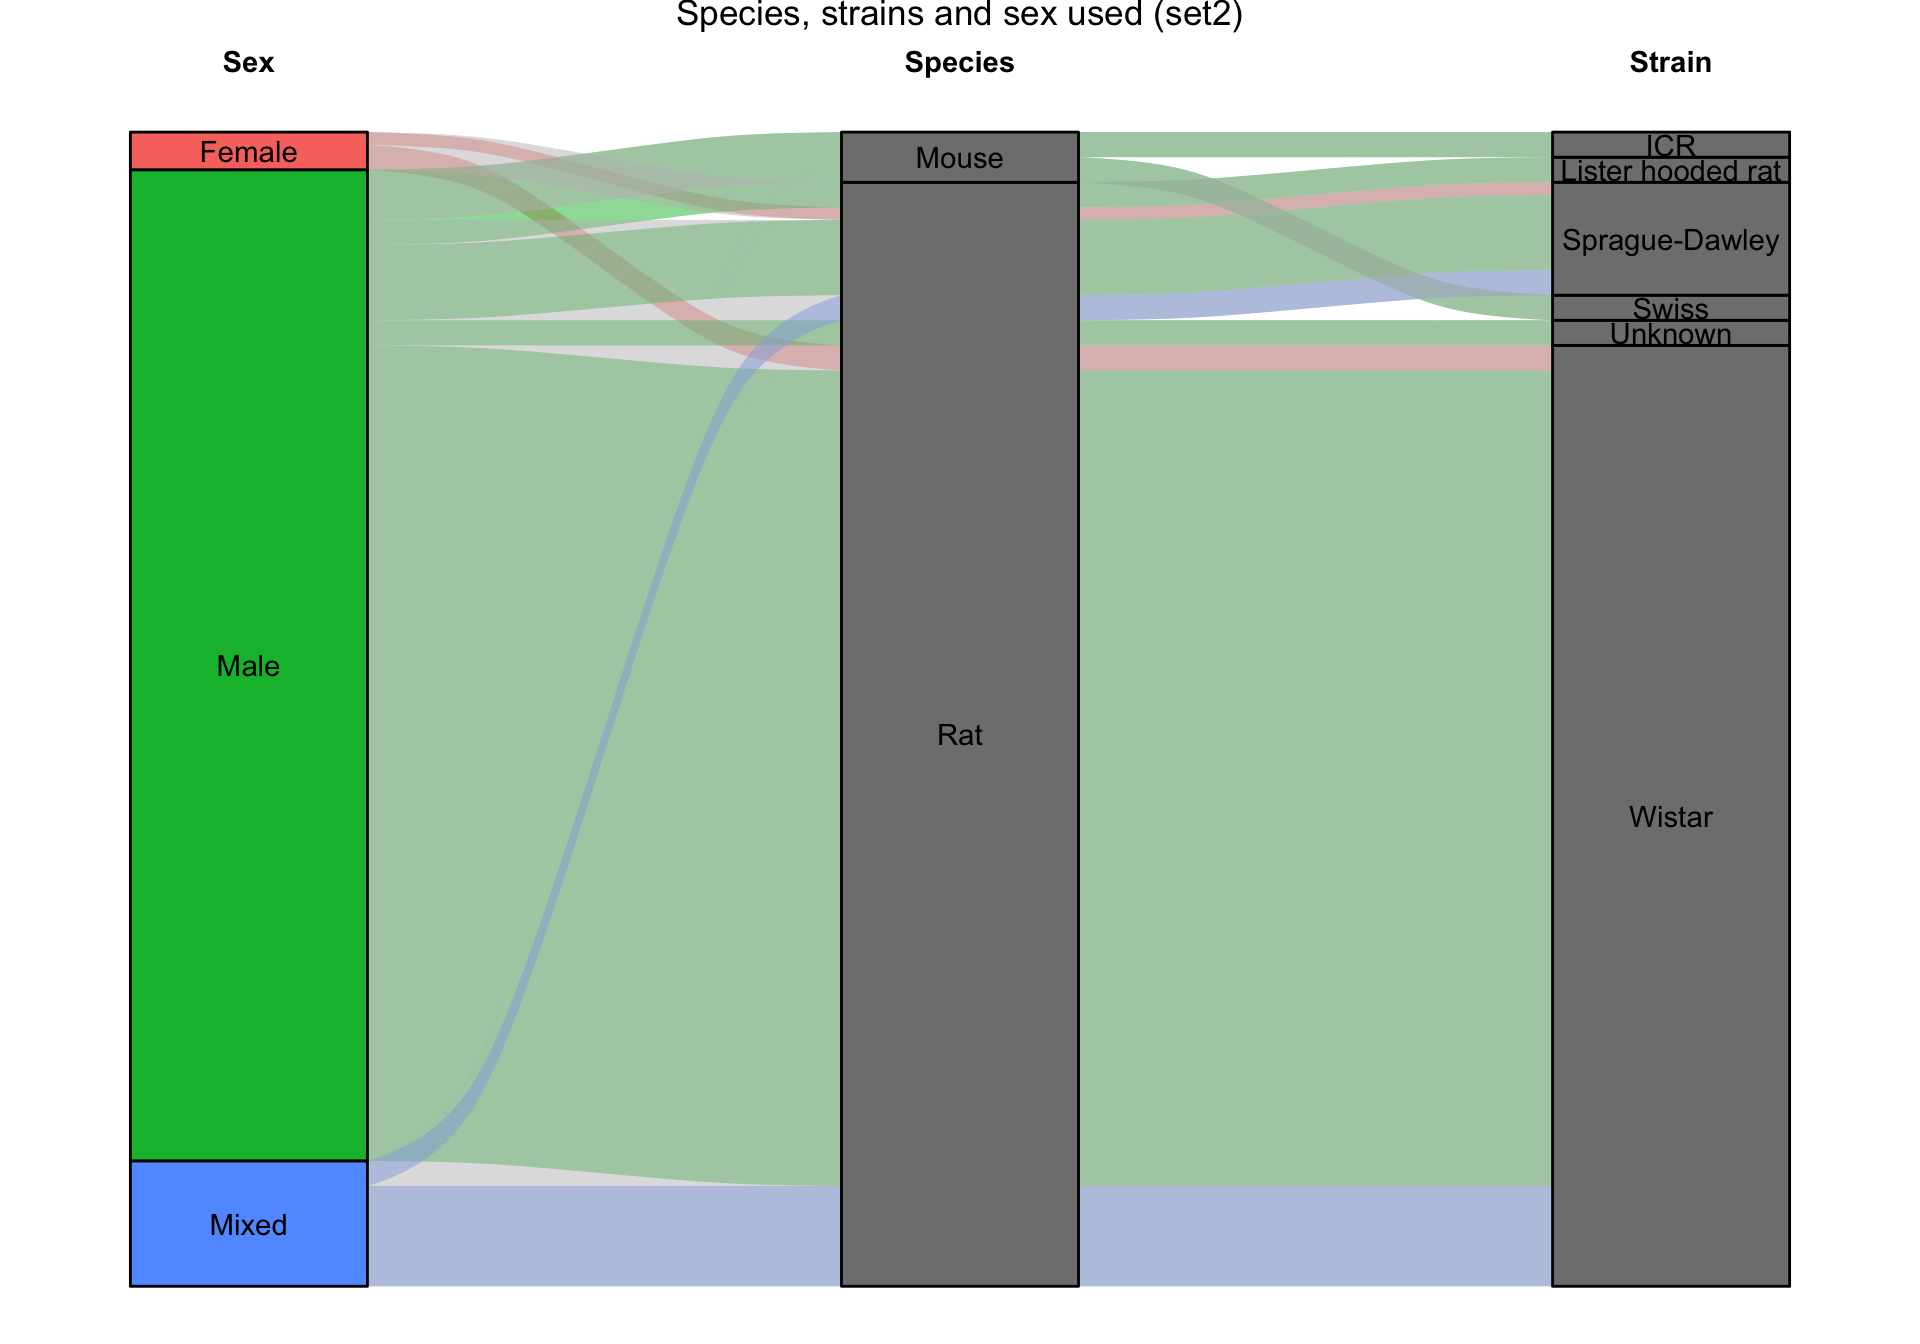 Species, strains and sex used (set2)
Sex
Species
Strain
Female
Male
Mixed
Mouse
Rat
ICR
Lister hooded rat
Sprague-Dawley
Swiss
Unknown
Wistar